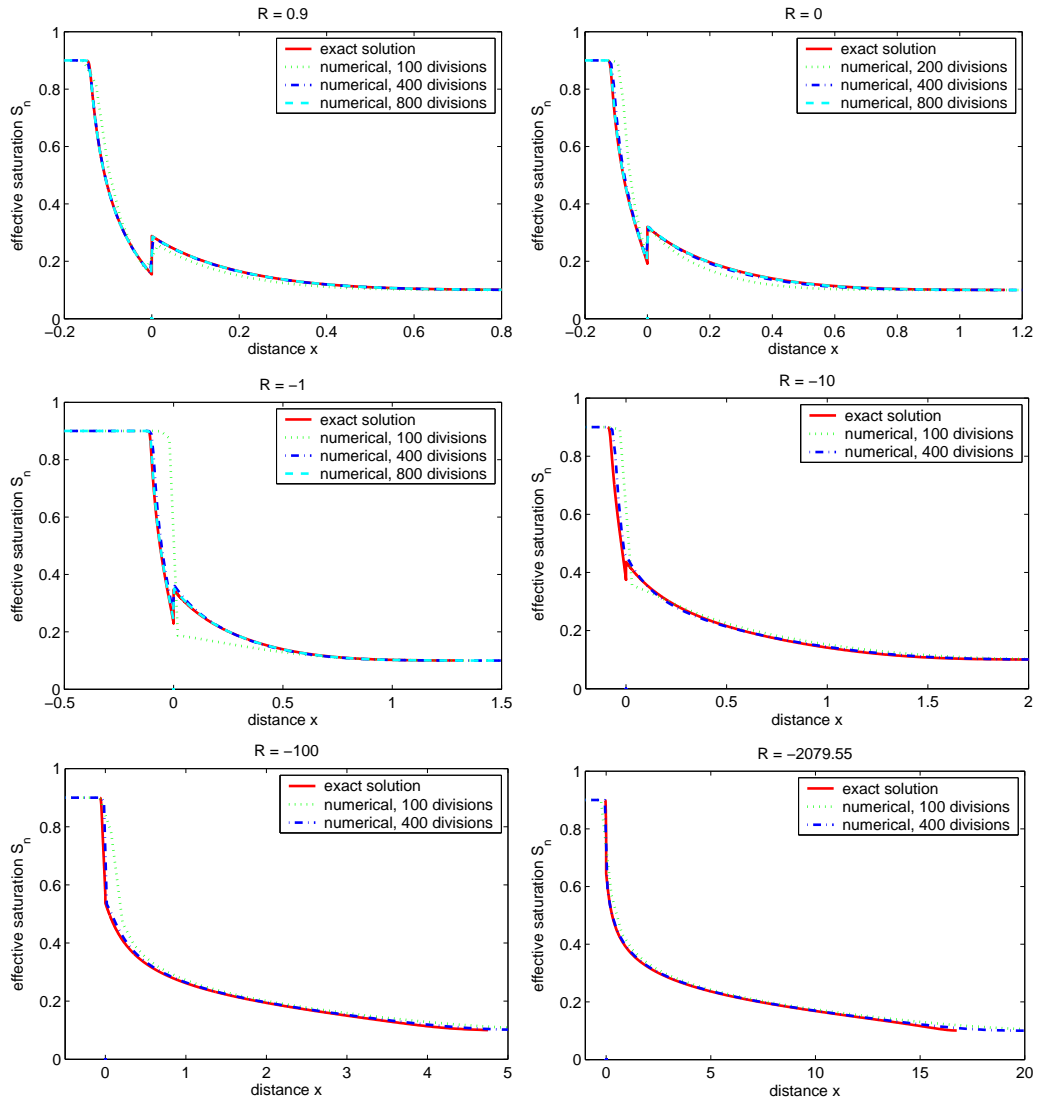 R = 0.9
effective saturation S_n
1
0.8
0.6
0.4
0.2
0
exact solution
numerical, 100 divisions
numerical, 400 divisions
numerical, 800 divisions
−0.2 0 0.2 0.4 0.6 0.8
distance x
R = 0
effective saturation S_n
1
0.8
0.6
0.4
0.2
0
exact solution
numerical, 200 divisions
numerical, 400 divisions
numerical, 800 divisions
−0.2 0 0.2 0.4 0.6 0.8 1 1.2
distance x
R = −1
effective saturation S_n
1
0.8
0.6
0.4
0.2
0
exact solution
numerical, 100 divisions
numerical, 400 divisions
numerical, 800 divisions
−0.5 0 0.5 1 1.5
distance x
R = −10
effective saturation S_n
1
0.8
0.6
0.4
0.2
0
exact solution
numerical, 100 divisions
numerical, 400 divisions
0 0.5 1 1.5 2
distance x
R = −100
effective saturation S_n
1
0.8
0.6
0.4
0.2
0
exact solution
numerical, 100 divisions
numerical, 400 divisions
0 1 2 3 4 5
distance x
R = −2079.55
effective saturation S_n
1
0.8
0.6
0.4
0.2
0
exact solution
numerical, 100 divisions
numerical, 400 divisions
0 5 10 15 20
distance x